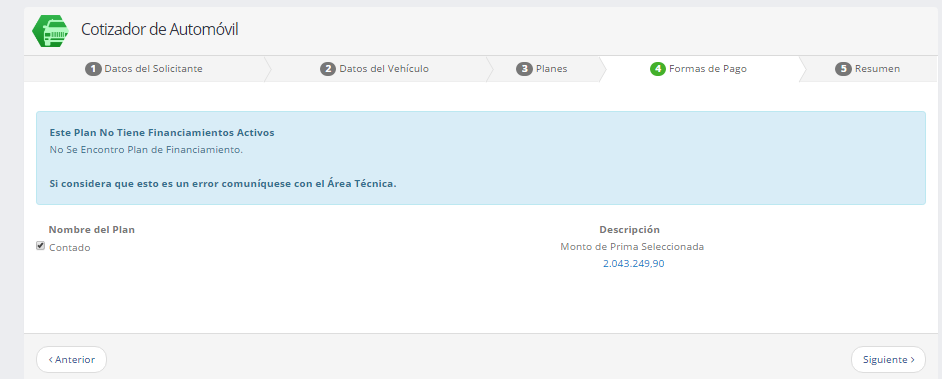 Cotizador de Automóvil
1 Datos del Solicitante
2 Datos del Vehículo
3 Planes
4 Formas de Pago
5 Resumen
Este Plan No Tiene Financiamientos Activos
No Se Encontro Plan de Financiamiento.
Si considera que esto es un error comuníquese con el Área Técnica.
Nombre del Plan
Descripción
Contado
Monto de Prima Seleccionada
2.043.249,90
‹ Anterior
Siguiente ›